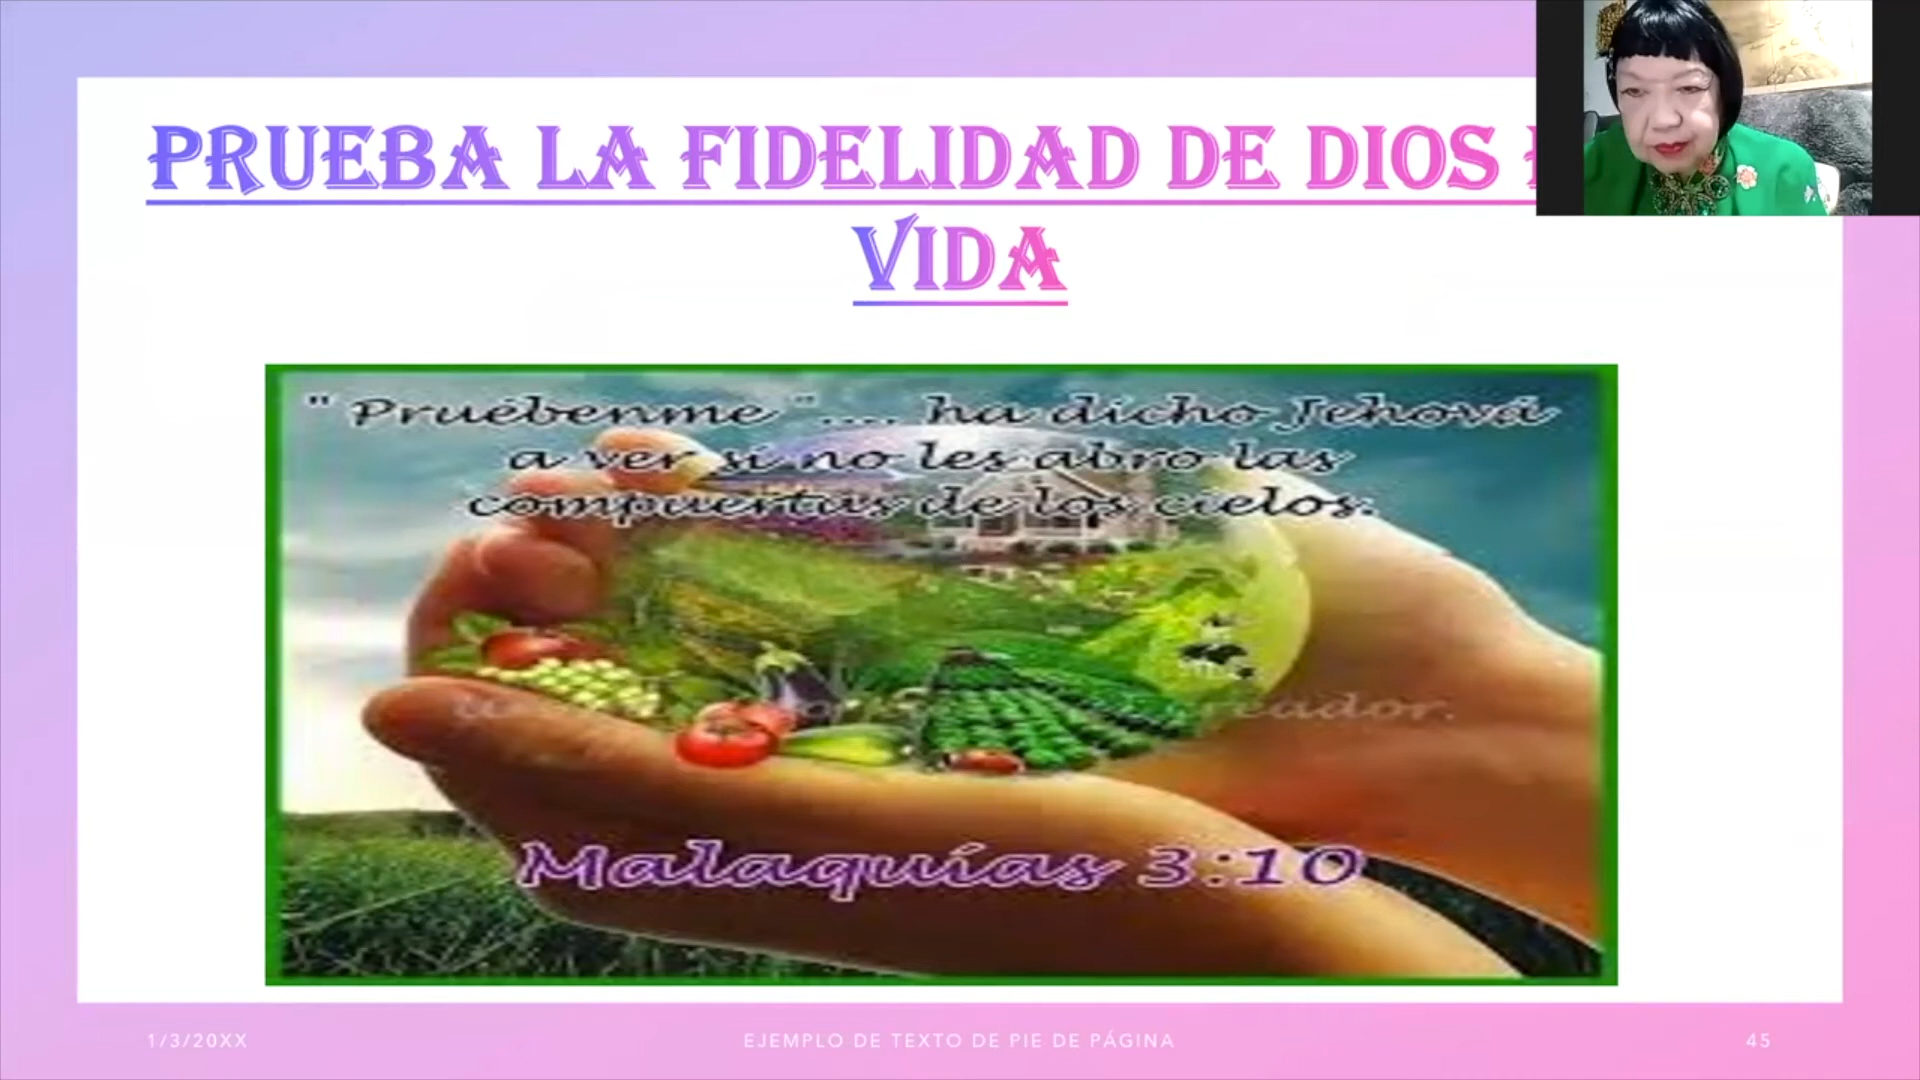 PRUEBA LA FIDELIDAD DE DIOS
VIDA
" Pruébenme ".... ha dicho Jehová
a ver si no les abro las
compuertas de los cielos.
Malaquías 3:10
1/3/20XX
EJEMPLO DE TEXTO DE PIE DE PÁGINA
45